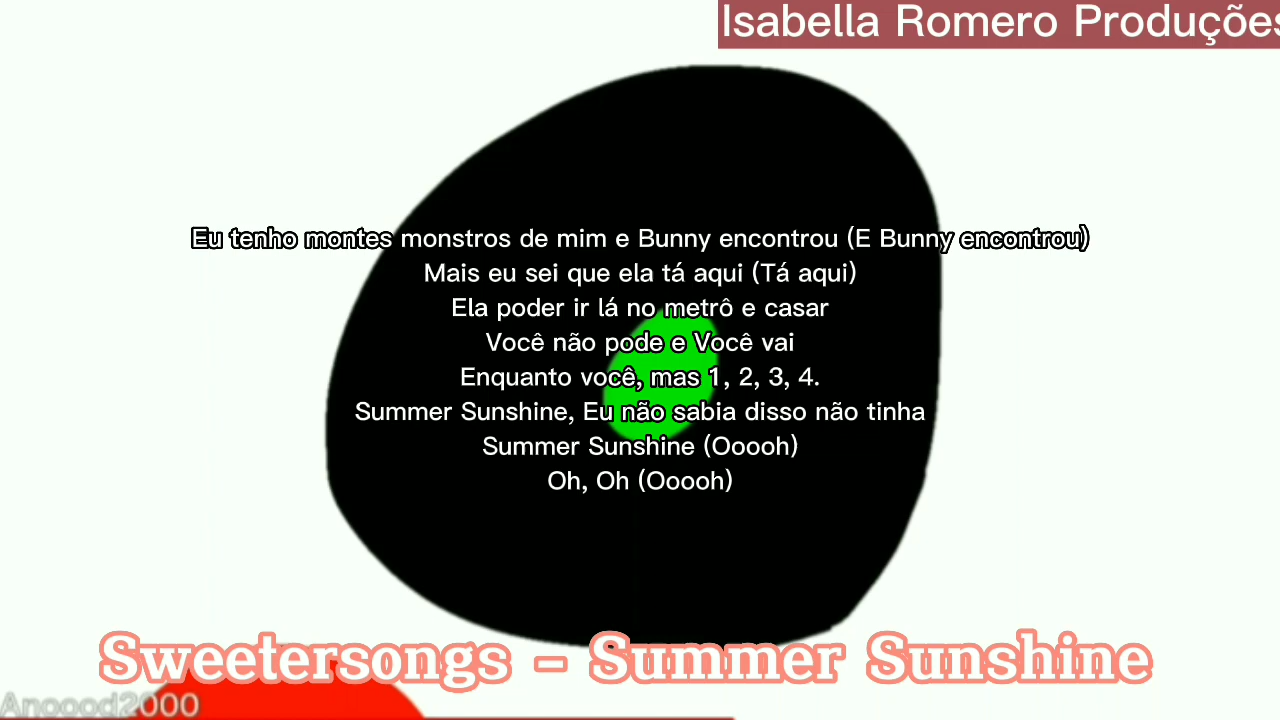 Isabella Romero Produções
Eu tenho montes monstros de mim e Bunny encontrou (E Bunny encontrou)
Mais eu sei que ela tá aqui (Tá aqui)
Ela poder ir lá no metrô e casar
Você não pode e Você vai
Enquanto você, mas 1, 2, 3, 4.
Summer Sunshine, Eu não sabia disso não tinha
Summer Sunshine (Ooooh)
Oh, Oh (Ooooh)
Sweetersongs - Summer Sunshine
Anoood2000